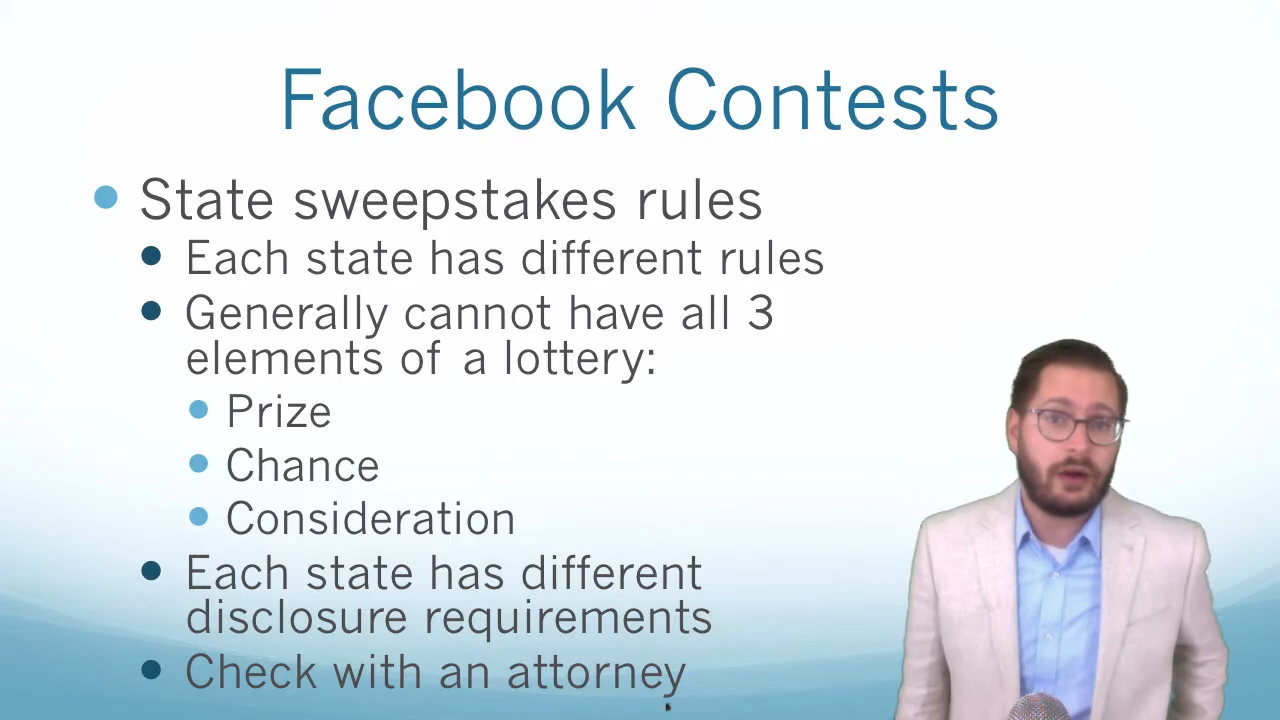 Facebook Contests
State sweepstakes rules
Each state has different rules
Generally cannot have all 3
elements of a lottery:
Prize
Chance
Consideration
Each state has different
disclosure requirements
Check with an attorney